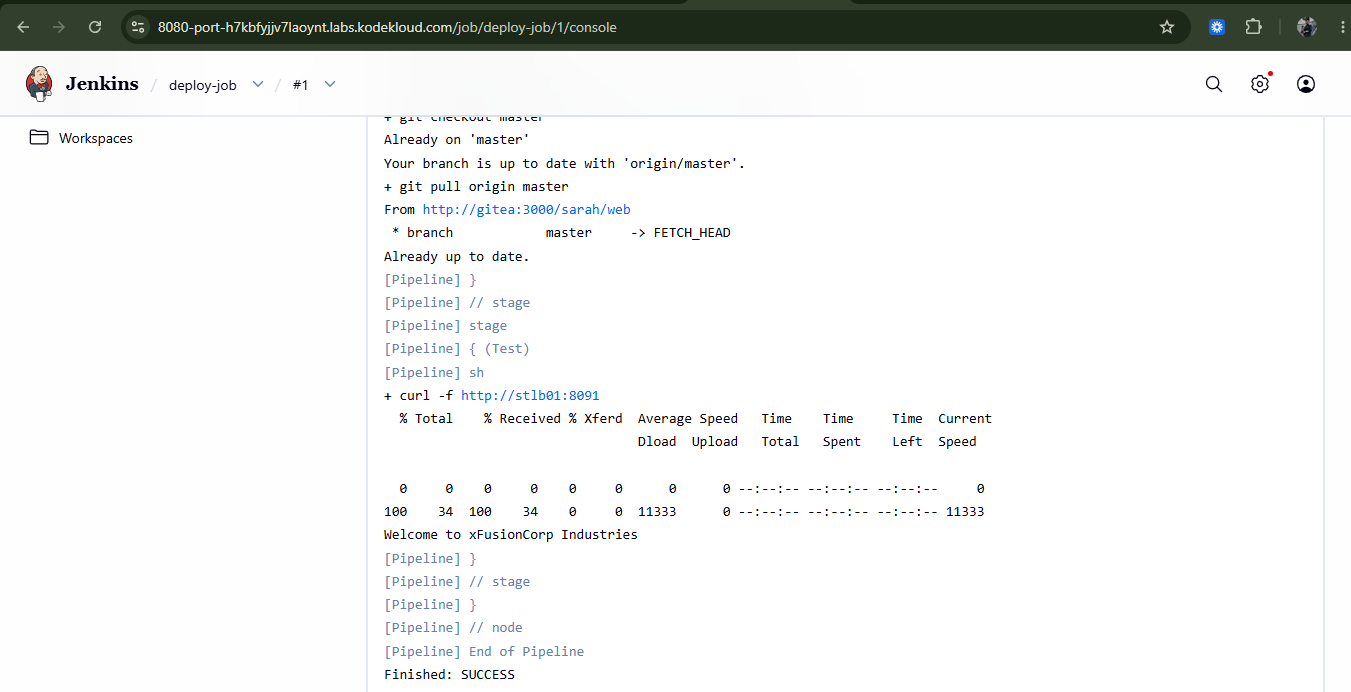 8080-port-h7kbfyjjv7laoynt.labs.kodekloud.com/job/deploy-job/1/console
Jenkins / deploy-job / #1
Workspaces
+ git checkout master
Already on 'master'
Your branch is up to date with 'origin/master'.
+ git pull origin master
From http://gitea:3000/sarah/web
 * branch            master     -> FETCH_HEAD
Already up to date.
[Pipeline] }
[Pipeline] // stage
[Pipeline] stage
[Pipeline] { (Test)
[Pipeline] sh
+ curl -f http://stlb01:8091
  % Total    % Received % Xferd  Average Speed   Time    Time     Time  Current
                                 Dload  Upload   Total   Spent    Left  Speed
  0     0    0     0    0     0      0      0 --:--:-- --:--:-- --:--:--     0
100    34  100    34    0     0  11333      0 --:--:-- --:--:-- --:--:-- 11333
Welcome to xFusionCorp Industries
[Pipeline] }
[Pipeline] // stage
[Pipeline] }
[Pipeline] // node
[Pipeline] End of Pipeline
Finished: SUCCESS